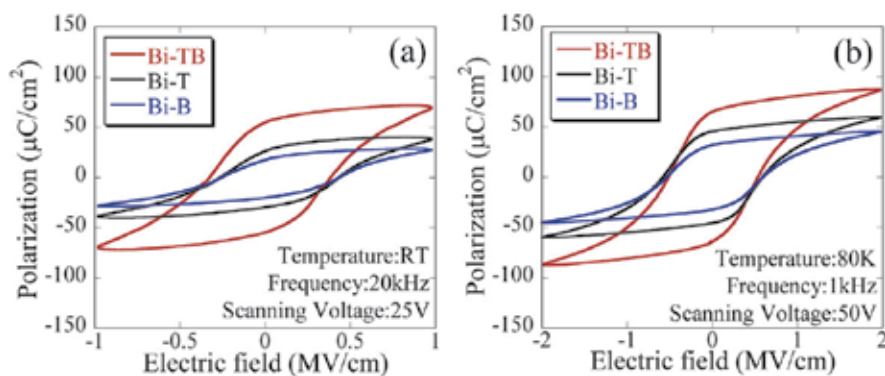 (a)
Bi-TB
Bi-T
Bi-B
150
100
50
0
-50
-100
-150
Polarization (µC/cm²)
Temperature:RT
Frequency:20kHz
Scanning Voltage:25V
-1
-0.5
0
0.5
1
Electric field (MV/cm)
(b)
Bi-TB
Bi-T
Bi-B
150
100
50
0
-50
-100
-150
Polarization (µC/cm²)
Temperature:80K
Frequency:1kHz
Scanning Voltage:50V
-2
-1
0
1
2
Electric field (MV/cm)